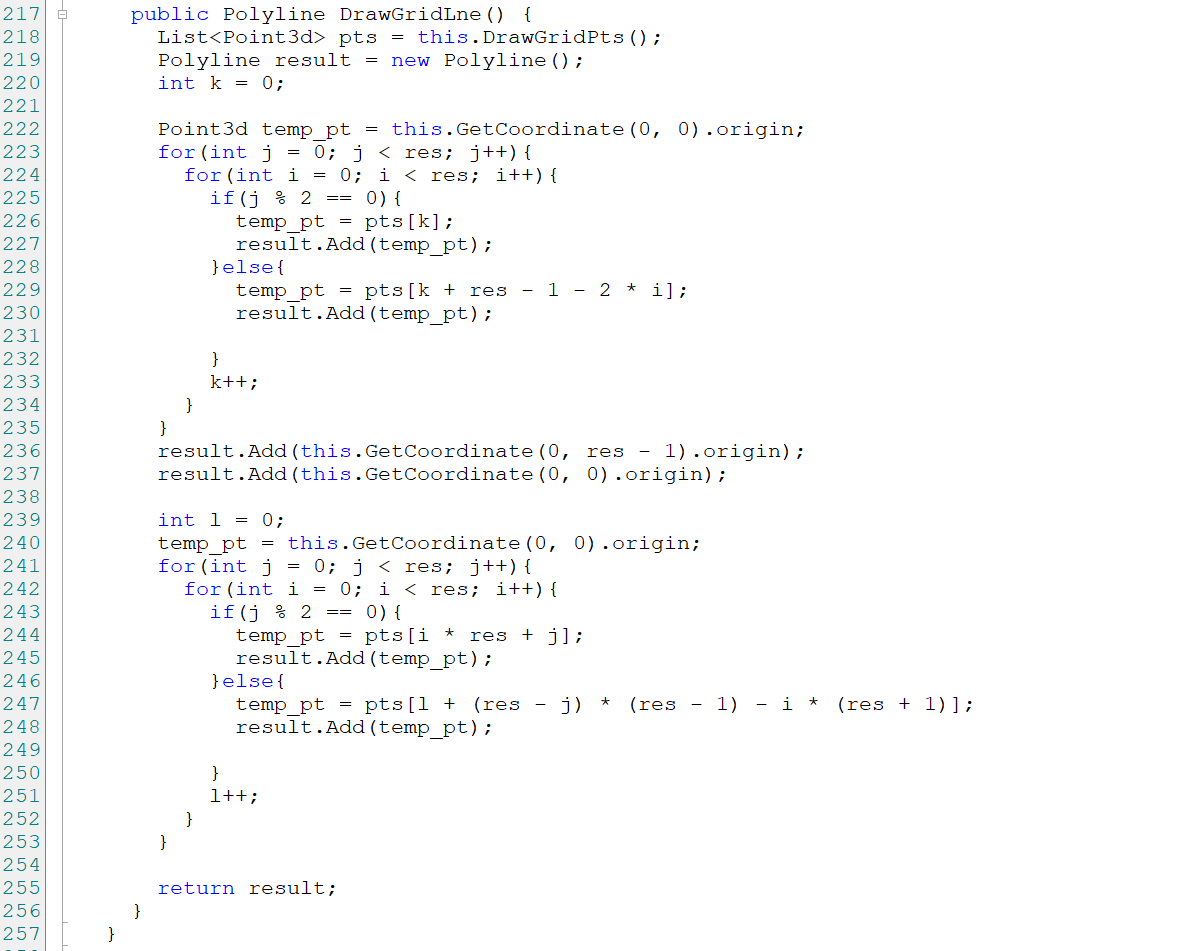 217 public Polyline DrawGridLne() {
218 List<Point3d> pts = this.DrawGridPts();
219 Polyline result = new Polyline();
220 int k = 0;
221
222 Point3d temp_pt = this.GetCoordinate(0, 0).origin;
223 for(int j = 0; j < res; j++){
224 for(int i = 0; i < res; i++){
225 if(j % 2 == 0){
226 temp_pt = pts[k];
227 result.Add(temp_pt);
228 }else{
229 temp_pt = pts[k + res - 1 - 2 * i];
230 result.Add(temp_pt);
231
232 }
233 k++;
234 }
235 }
236 result.Add(this.GetCoordinate(0, res - 1).origin);
237 result.Add(this.GetCoordinate(0, 0).origin);
238
239 int l = 0;
240 temp_pt = this.GetCoordinate(0, 0).origin;
241 for(int j = 0; j < res; j++){
242 for(int i = 0; i < res; i++){
243 if(j % 2 == 0){
244 temp_pt = pts[i * res + j];
245 result.Add(temp_pt);
246 }else{
247 temp_pt = pts[l + (res - j) * (res - 1) - i * (res + 1)];
248 result.Add(temp_pt);
249
250 }
251 l++;
252 }
253 }
254
255 return result;
256 }
257 }